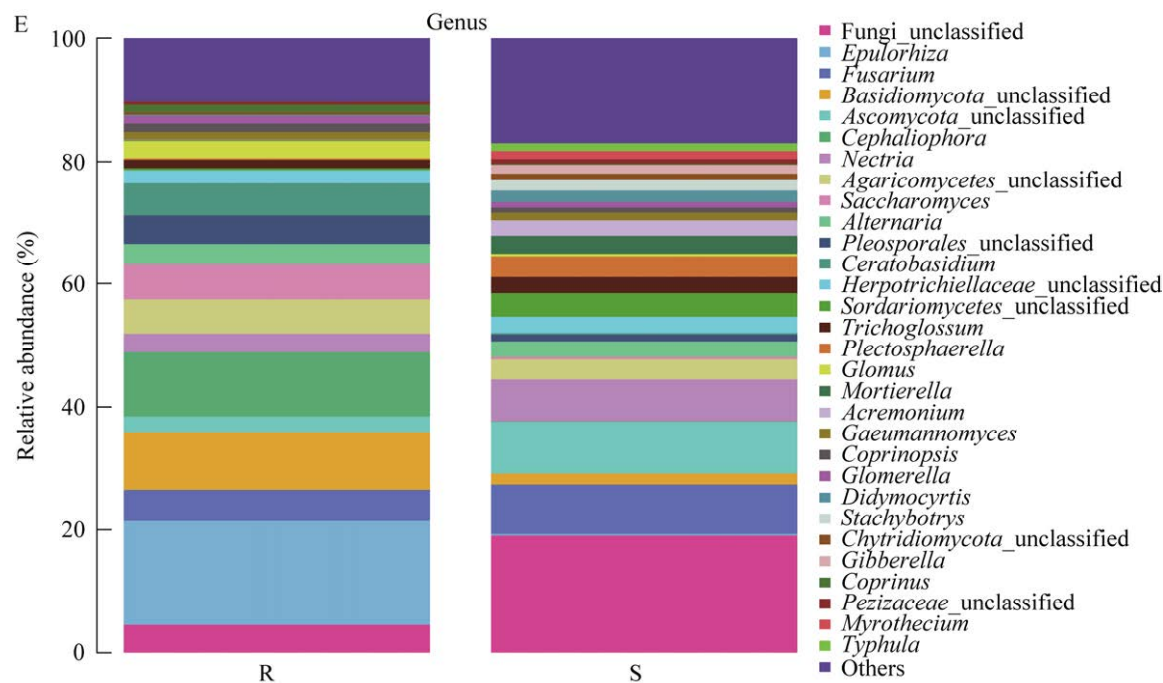 E
Genus
Relative abundance (%)
100
80
60
40
20
0
R
S
Fungi_unclassified
Epulorhiza
Fusarium
Basidiomycota_unclassified
Ascomycota_unclassified
Cephaliophora
Nectria
Agaricomycetes_unclassified
Saccharomyces
Alternaria
Pleosporales_unclassified
Ceratobasidium
Herpotrichiellaceae_unclassified
Sordariomycetes_unclassified
Trichoglossum
Plectosphaerella
Glomus
Mortierella
Acremonium
Gaeumannomyces
Coprinopsis
Glomerella
Didymocyrtis
Stachybotrys
Chytridiomycota_unclassified
Gibberella
Coprinus
Pezizaceae_unclassified
Myrothecium
Typhula
Others